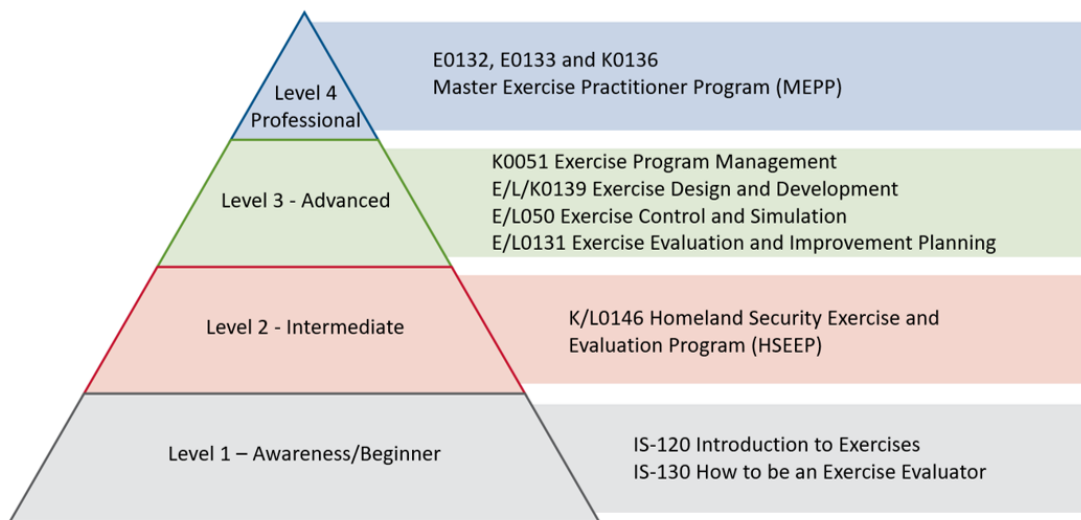 Level 4
Professional
E0132, E0133 and K0136
Master Exercise Practitioner Program (MEPP)
Level 3 - Advanced
K0051 Exercise Program Management
E/L/K0139 Exercise Design and Development
E/L050 Exercise Control and Simulation
E/L0131 Exercise Evaluation and Improvement Planning
Level 2 - Intermediate
K/L0146 Homeland Security Exercise and
Evaluation Program (HSEEP)
Level 1 – Awareness/Beginner
IS-120 Introduction to Exercises
IS-130 How to be an Exercise Evaluator